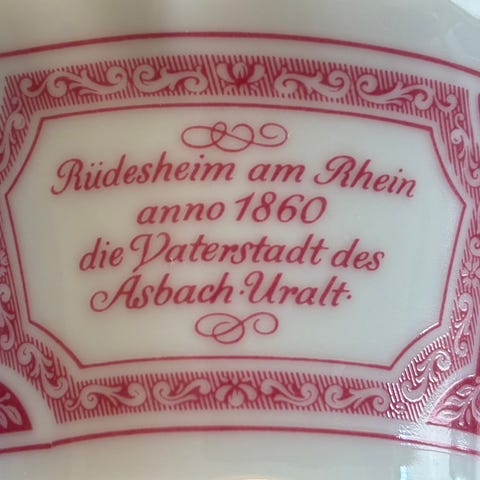 Rüdesheim am Rhein
anno 1860
die Vaterstadt des
Asbach·Uralt·